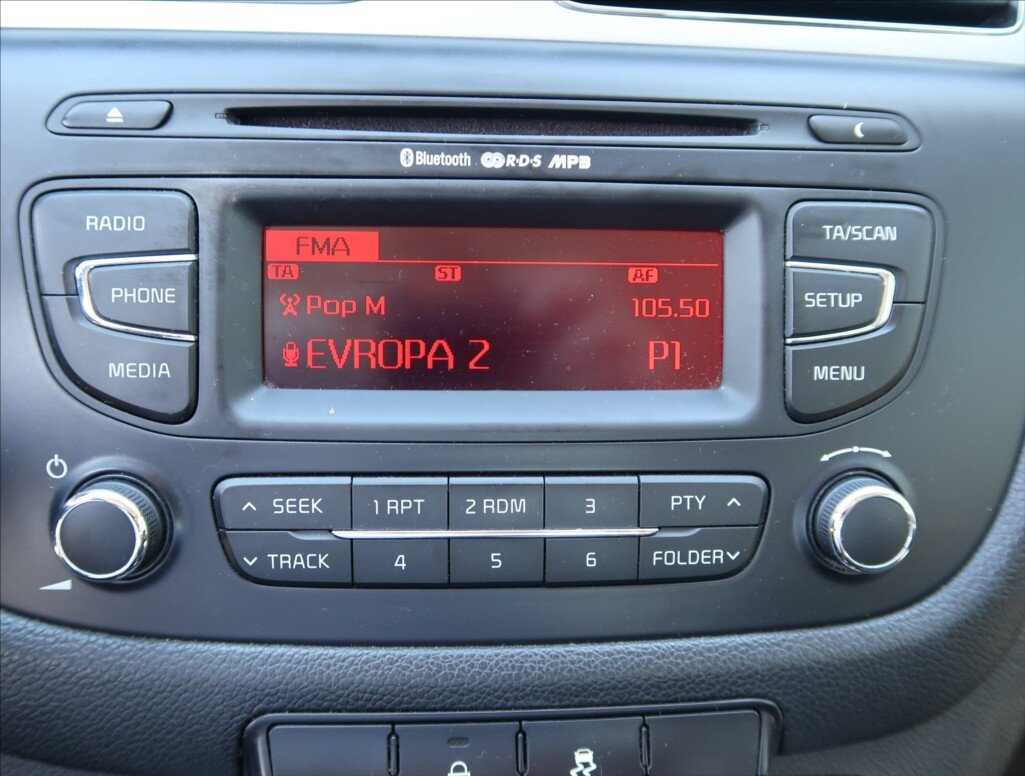 Bluetooth R·D·S MP3
RADIO
PHONE
MEDIA
FMA
TA ST AF
Pop M 105.50
EVROPA 2 P1
TA/SCAN
SETUP
MENU
SEEK 1 RPT 2 RDM 3 PTY
TRACK 4 5 6 FOLDER